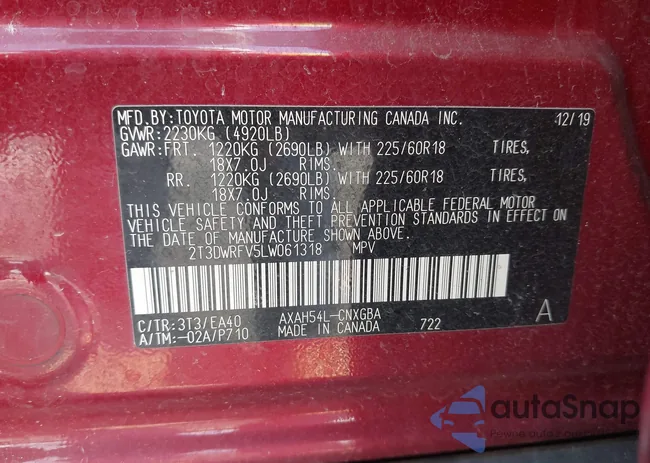 MFD.BY:TOYOTA MOTOR MANUFACTURING CANADA INC. 12/19
GVWR:2230KG (4920LB)
GAWR:FRT. 1220KG (2690LB) WITH 225/60R18 TIRES,
18X7.0J RIMS.
RR. 1220KG (2690LB) WITH 225/60R18 TIRES,
18X7.0J RIMS.
THIS VEHICLE CONFORMS TO ALL APPLICABLE FEDERAL MOTOR
VEHICLE SAFETY AND THEFT PREVENTION STANDARDS IN EFFECT ON
THE DATE OF MANUFACTURE SHOWN ABOVE.
2T3DWRFV5LW061318 MPV
C/TR:3T3/EA40 AXAH54L-CNXGBA A
A/TM:-02A/P710 MADE IN CANADA 722
autoSnap